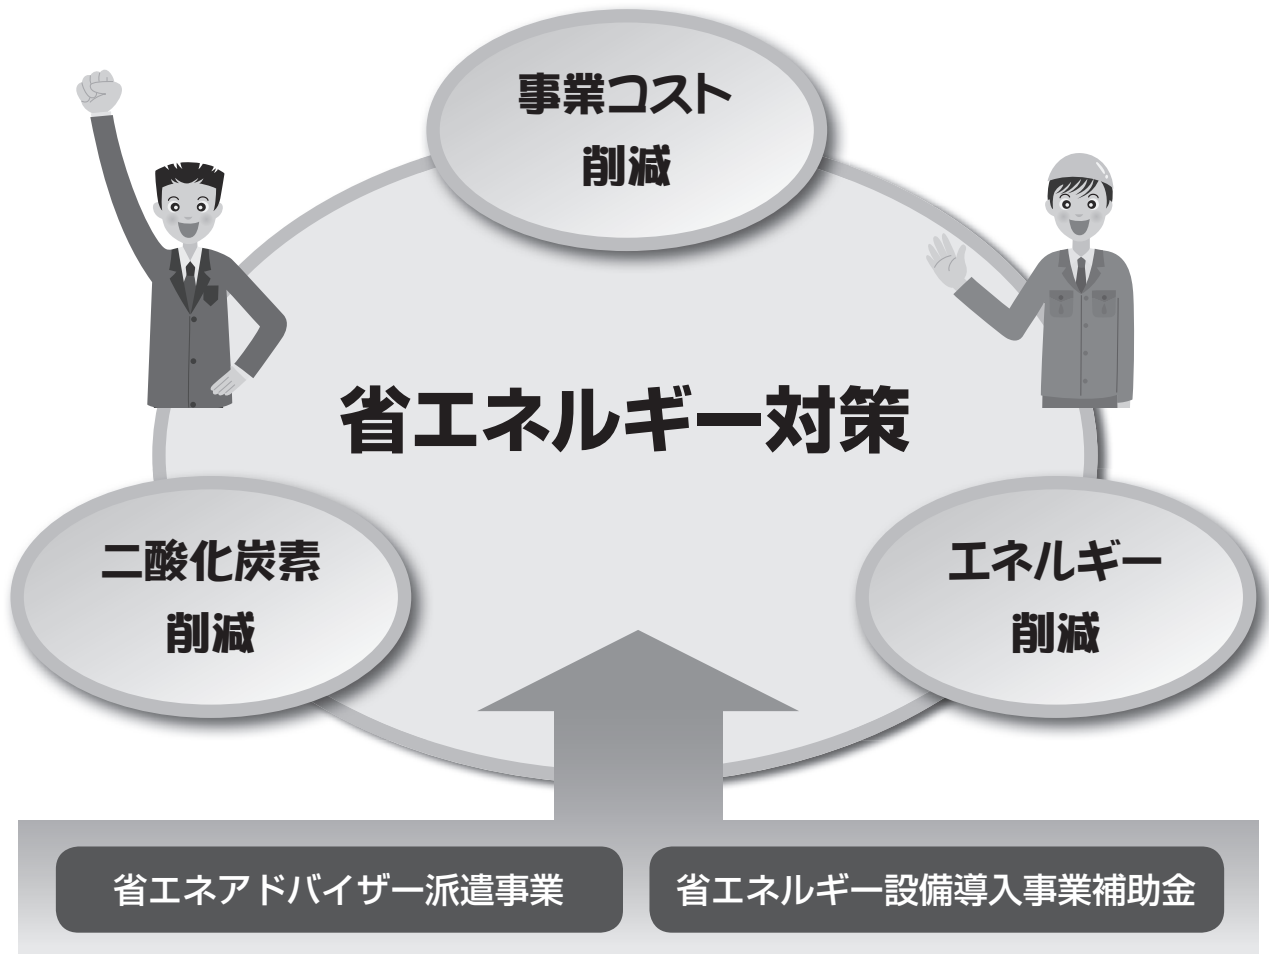 事業コスト
削減
省エネルギー対策
二酸化炭素
削減
エネルギー
削減
省エネアドバイザー派遣事業
省エネルギー設備導入事業補助金